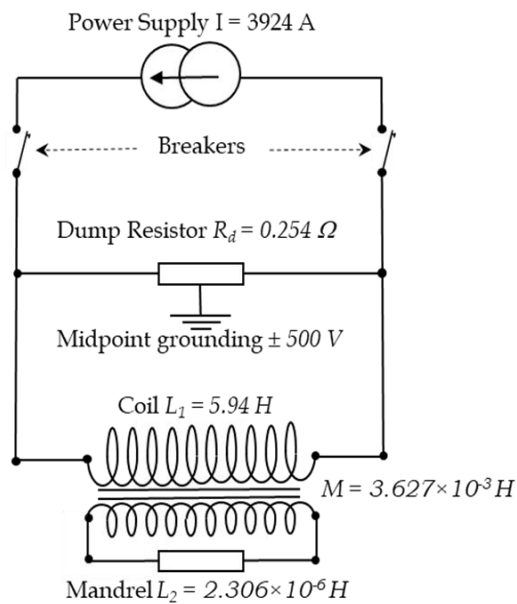 Power Supply I = 3924 A
Breakers
Dump Resistor R_d = 0.254 Ω
Midpoint grounding ± 500 V
Coil L₁ = 5.94 H
M = 3.627×10⁻³ H
Mandrel L₂ = 2.306×10⁻⁶ H